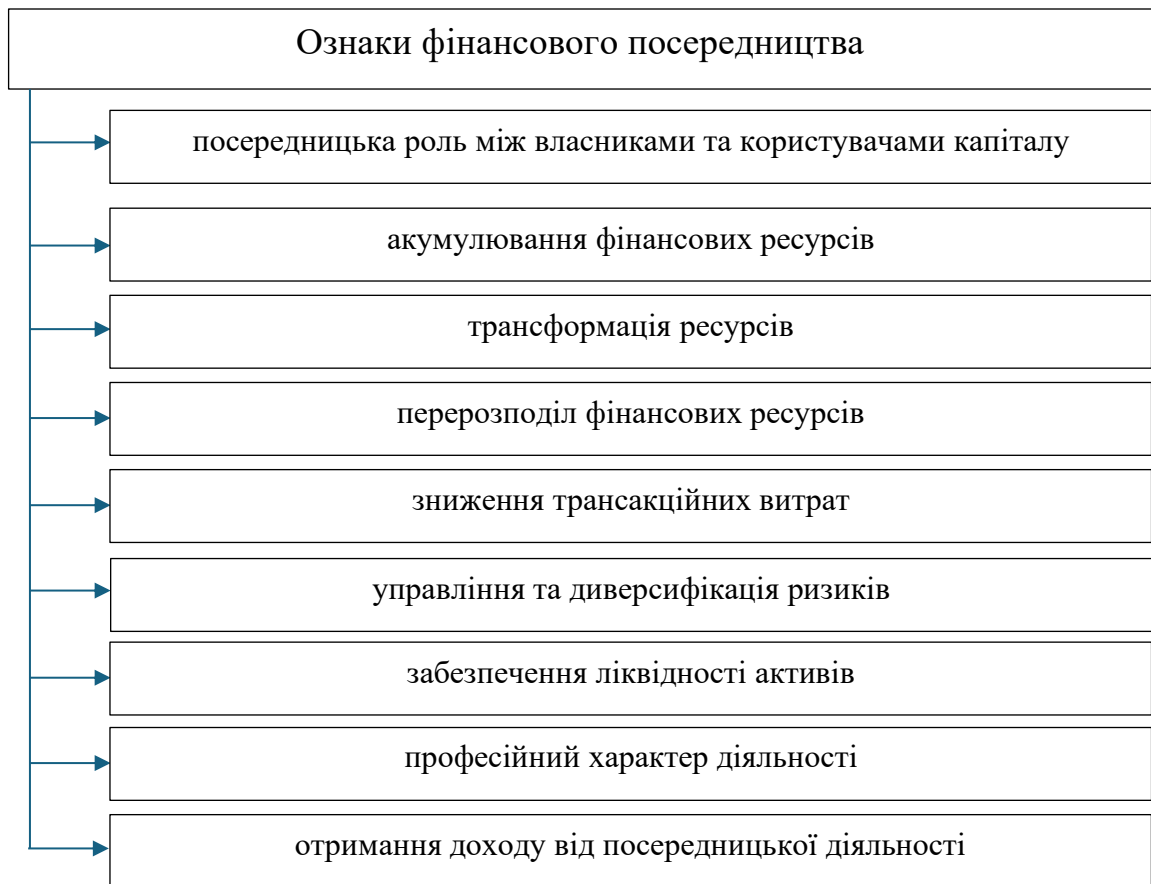 Ознаки фінансового посередництва
посередницька роль між власниками та користувачами капіталу
акумулювання фінансових ресурсів
трансформація ресурсів
перерозподіл фінансових ресурсів
зниження трансакційних витрат
управління та диверсифікація ризиків
забезпечення ліквідності активів
професійний характер діяльності
отримання доходу від посередницької діяльності